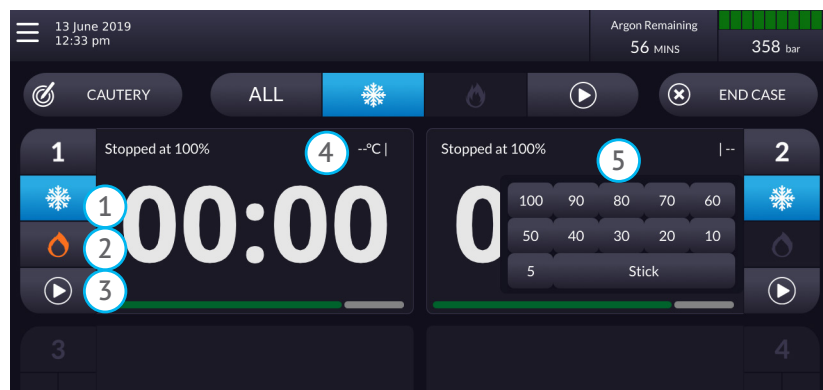 13 June 2019
12:33 pm
Argon Remaining
56 MINS
358 bar
CAUTERY
ALL
END CASE
1
Stopped at 100%
4
--ºC |
Stopped at 100%
5
| --
2
1
2
3
00:00
0
100 90 80 70 60
50 40 30 20 10
5 Stick
3
4